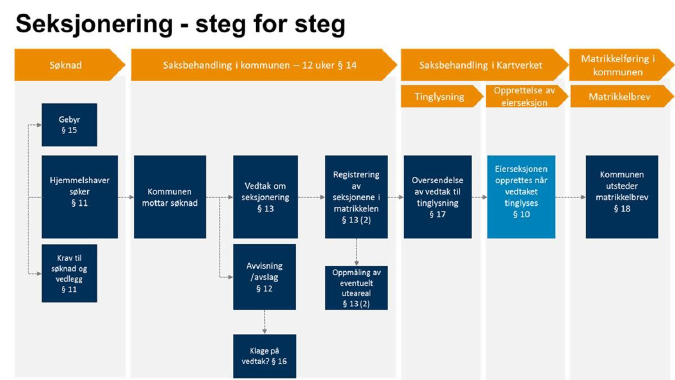 Seksjonering - steg for steg
Søknad
Saksbehandling i kommunen – 12 uker § 14
Saksbehandling i Kartverket
Matrikkelføring i
kommunen
Tinglysning
Opprettelse av
eierseksjon
Matrikkelbrev
Gebyr
§ 15
Hjemmelshaver
søker
§ 11
Krav til
søknad og
vedlegg
§ 11
Kommunen
mottar søknad
Vedtak om
seksjonering
§ 13
Avvisning
/avslag
§ 12
Klage på
vedtak? § 16
Registrering
av
seksjonene i
matrikkelen
§ 13 (2)
Oppmåling av
eventuelt
uteareal
§ 13 (2)
Oversendelse
av vedtak til
tinglysning
§ 17
Eierseksjonen
opprettes når
vedtaket
tinglyses
§ 10
Kommunen
utsteder
matrikkelbrev
§ 18